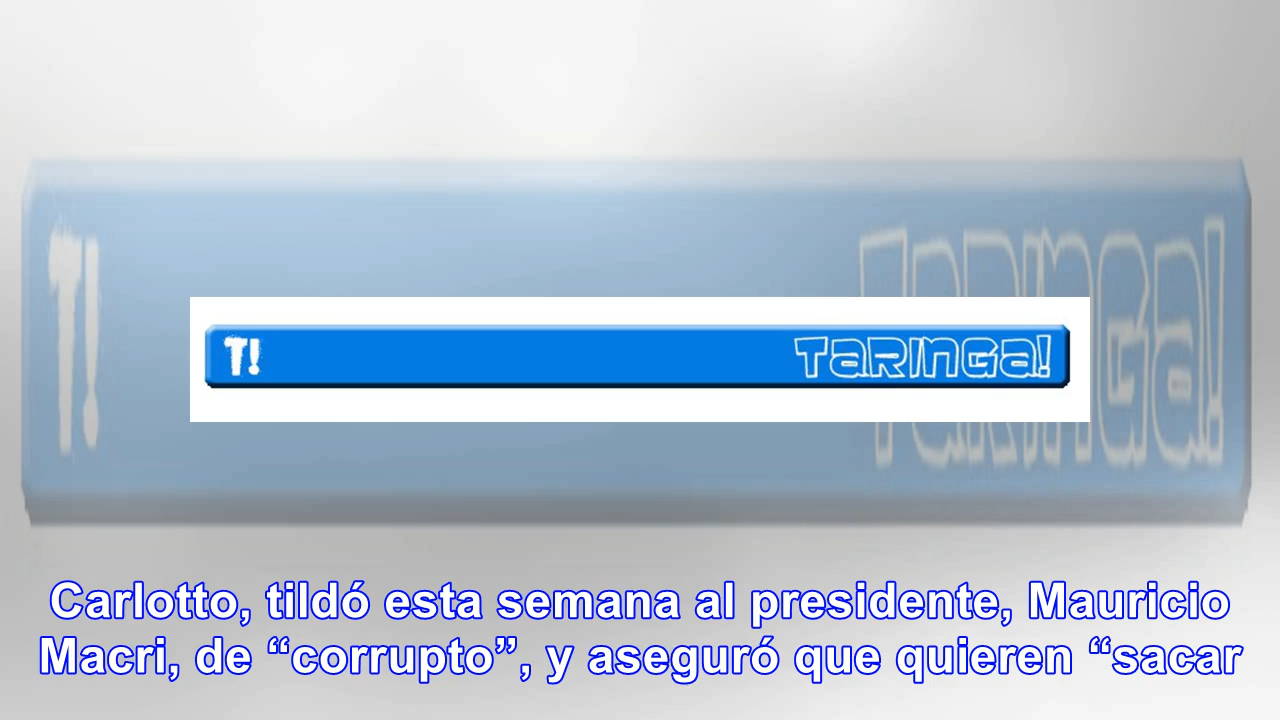 T! TARINGA!
T! TARINGA!
Carlotto, tildó esta semana al presidente, Mauricio
Macri, de “corrupto”, y aseguró que quieren “sacar